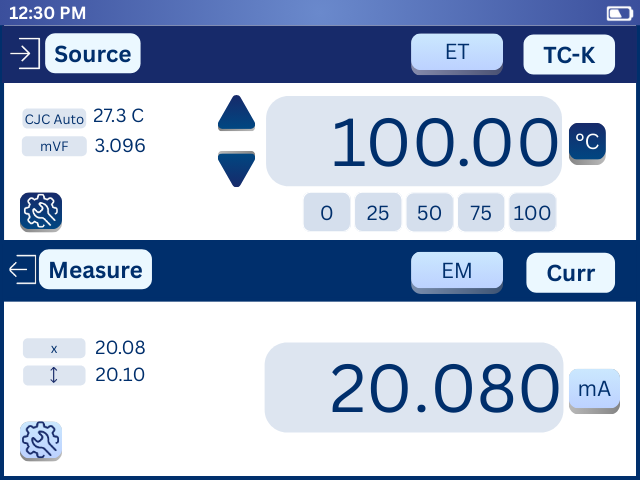 12:30 PM
Source ET TC-K
CJC Auto 27.3 C
mVF 3.096
100.00 °C
0 25 50 75 100
Measure EM Curr
x 20.08
↕ 20.10
20.080 mA